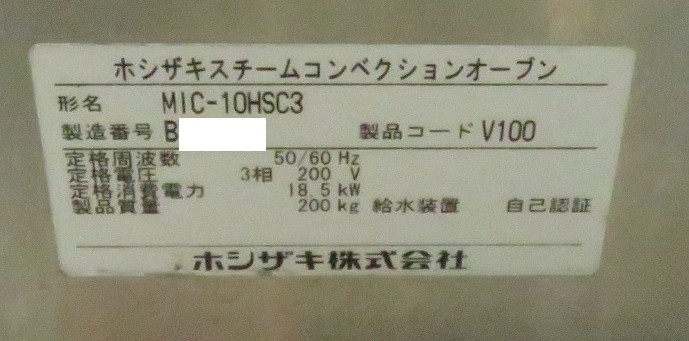 ホシザキスチームコンベクションオーブン
形名 MIC-10HSC3
製造番号 B 製品コード V100
定格周波数 50/60 Hz
定格電圧 3相 200 V
定格消費電力 18.5 kW
製品質量 200 kg 給水装置 自己認証
ホシザキ株式会社